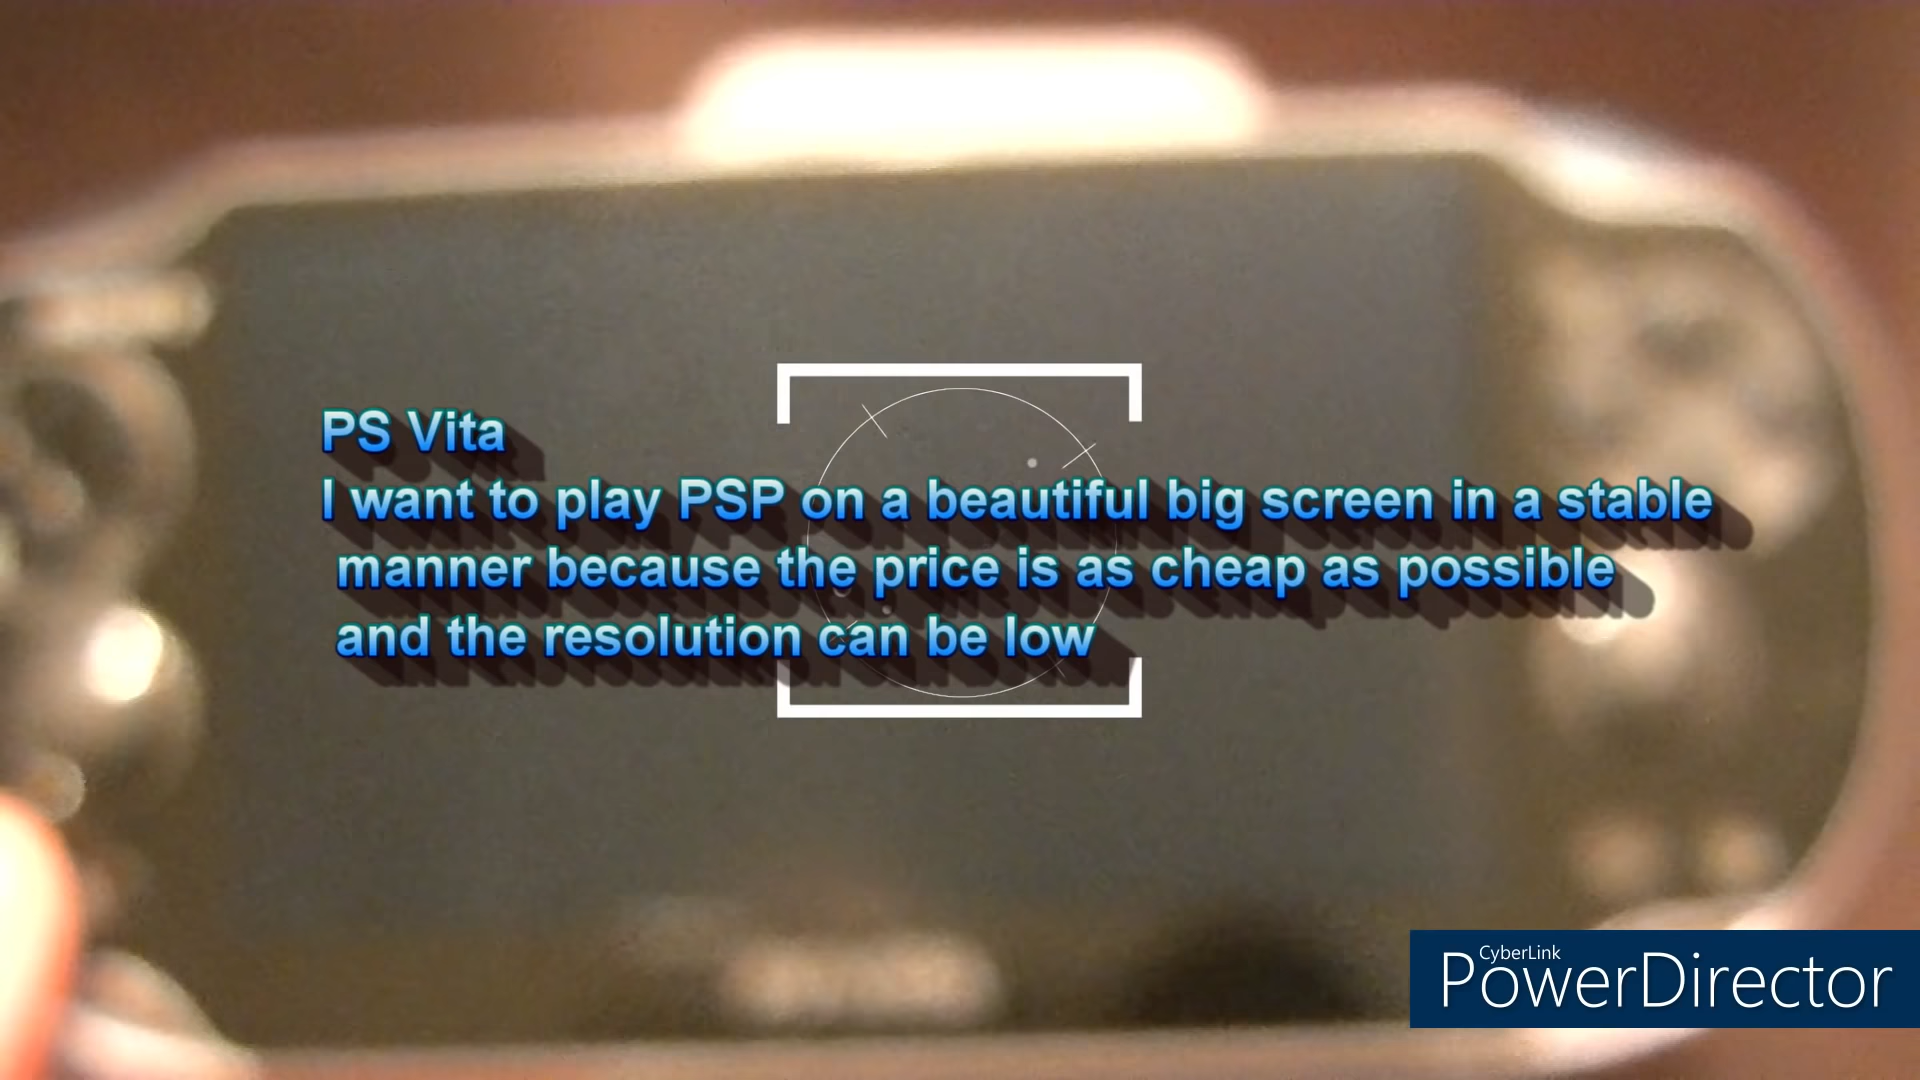 PS Vita
I want to play PSP on a beautiful big screen in a stable
manner because the price is as cheap as possible
and the resolution can be low
CyberLink
PowerDirector